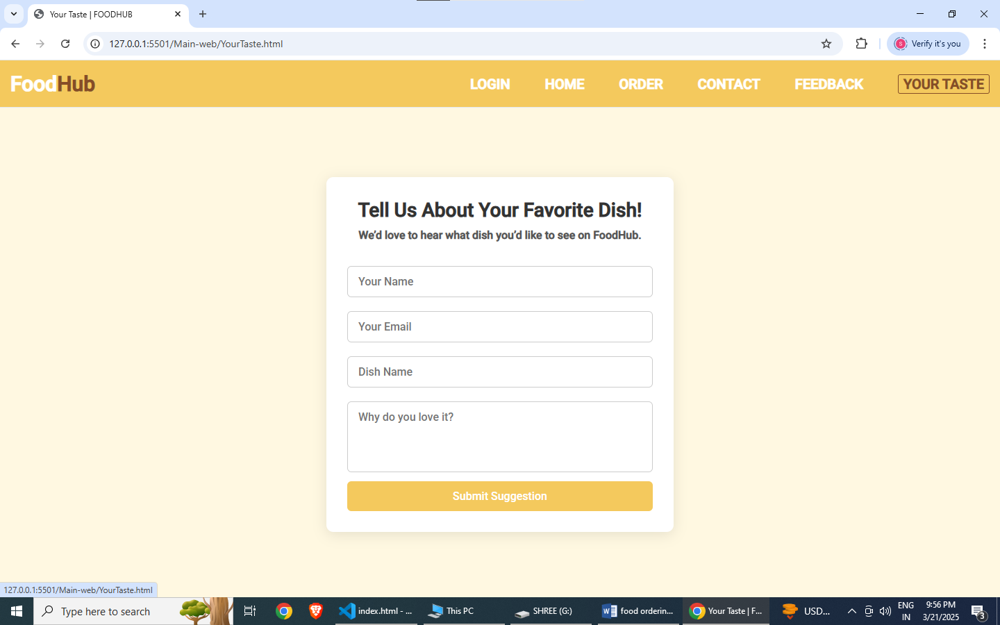 Your Taste | FOODHUB
127.0.0.1:5501/Main-web/YourTaste.html
S Verify it's you
FoodHub LOGIN HOME ORDER CONTACT FEEDBACK YOUR TASTE
Tell Us About Your Favorite Dish!
We’d love to hear what dish you’d like to see on FoodHub.
Your Name
Your Email
Dish Name
Why do you love it?
Submit Suggestion
127.0.0.1:5501/Main-web/YourTaste.html
Type here to search
index.html - ...
This PC
SHREE (G:)
food orderin...
Your Taste | F...
USD...
ENG
IN
9:56 PM
3/21/2025
3